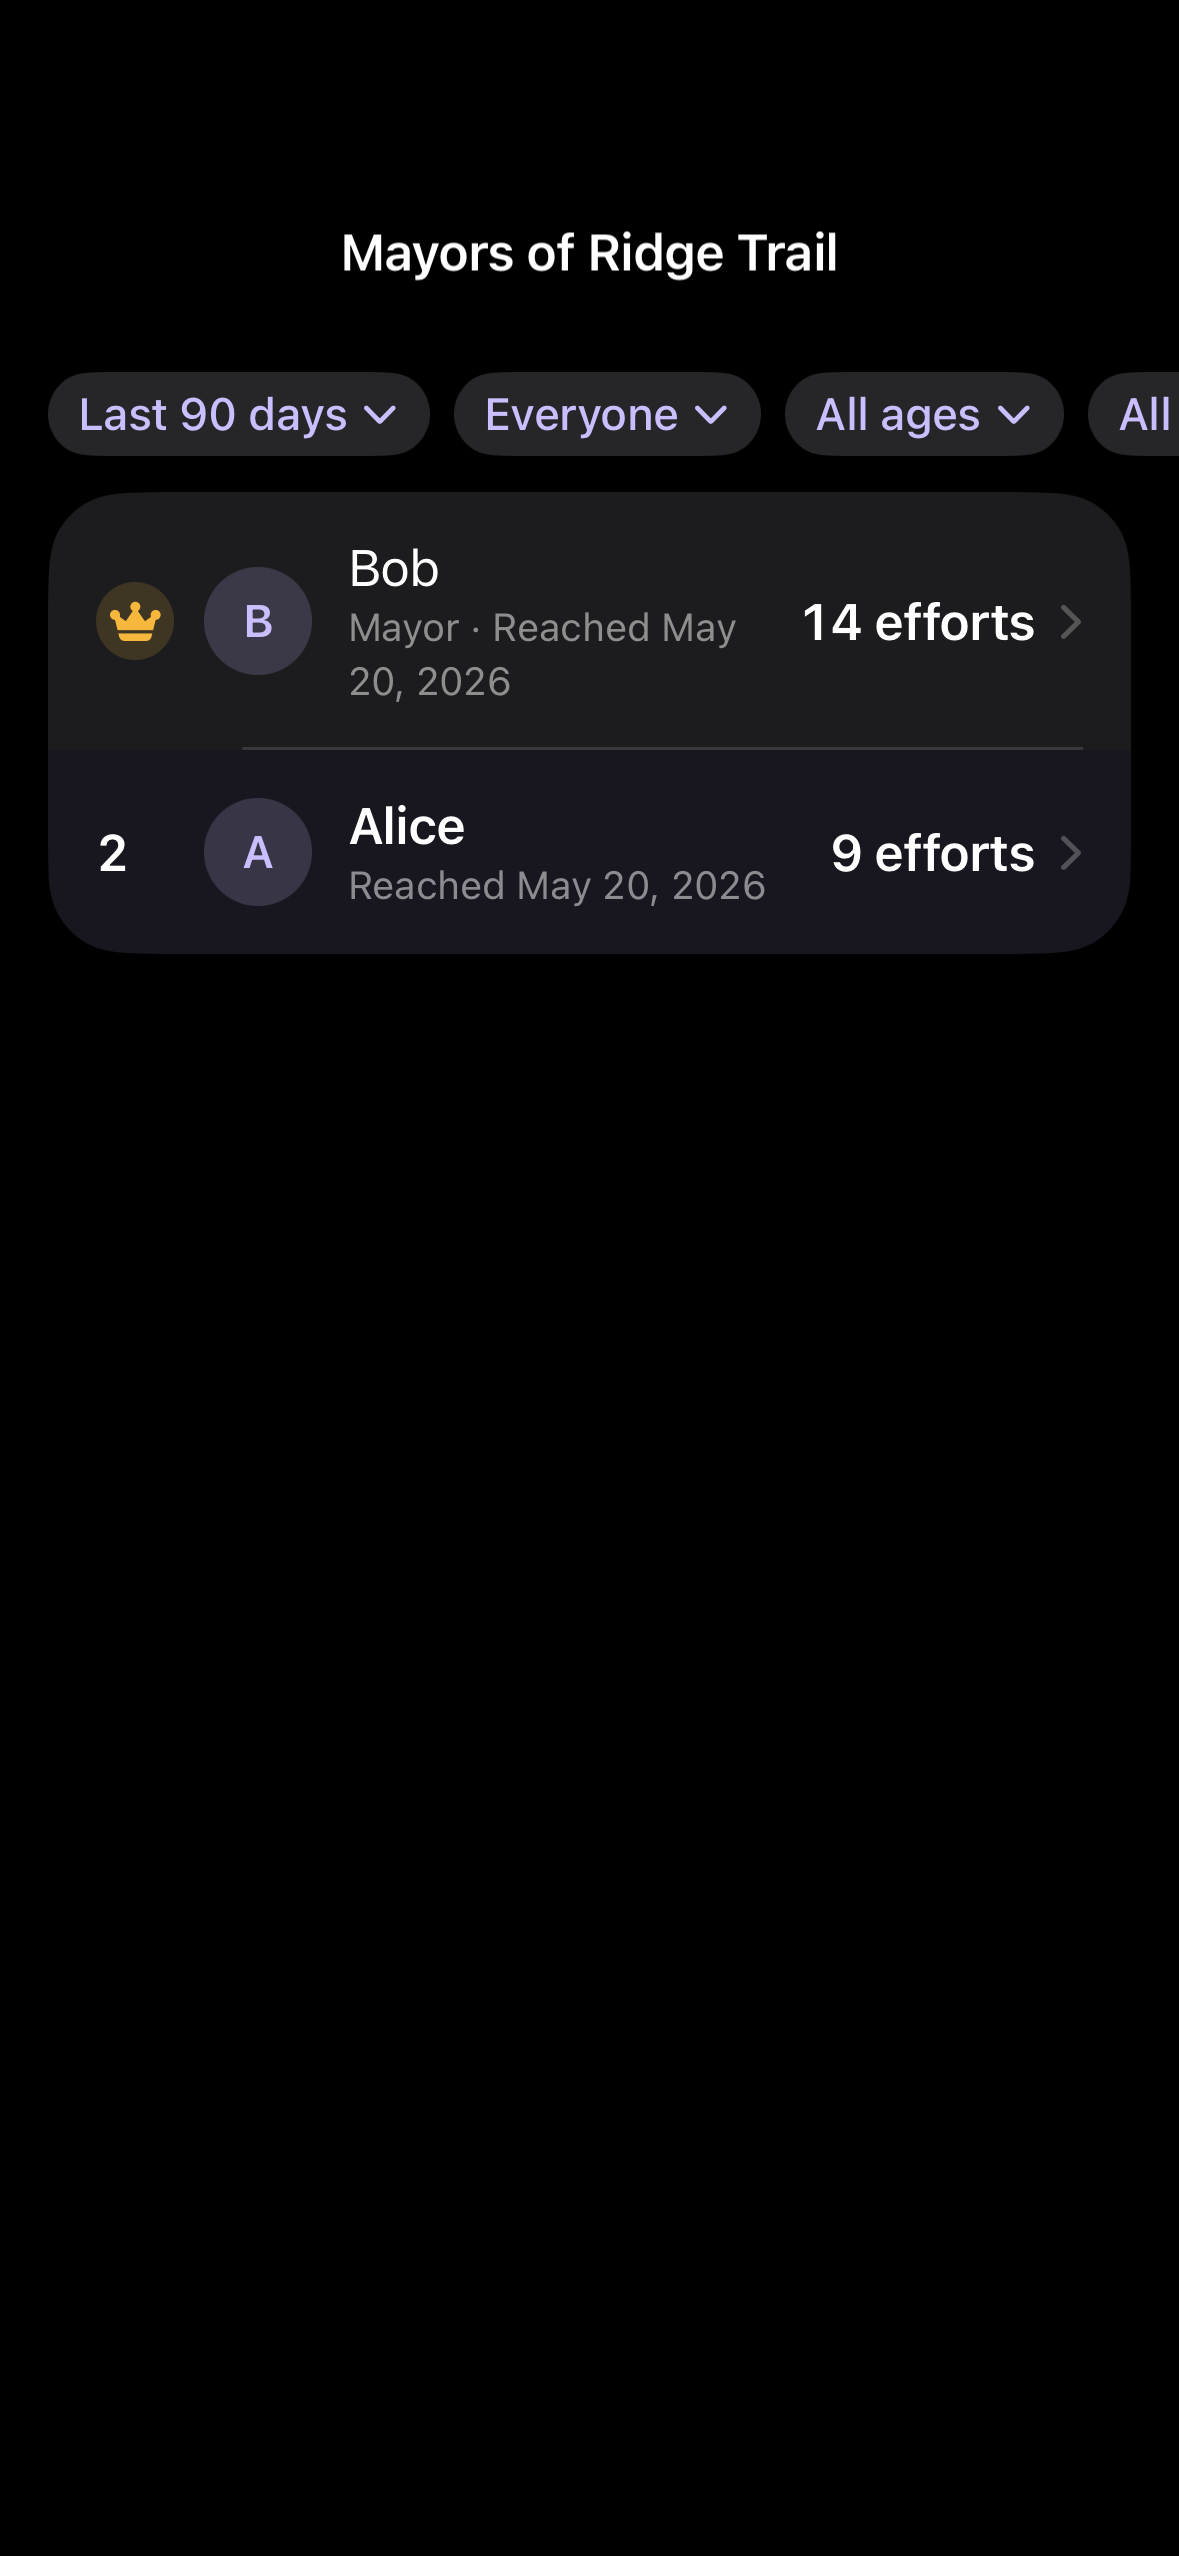 Mayors of Ridge Trail
Last 90 days Everyone All ages All
Bob
Mayor · Reached May
20, 2026
B 14 efforts
Alice
2 A 9 efforts
Reached May 20, 2026